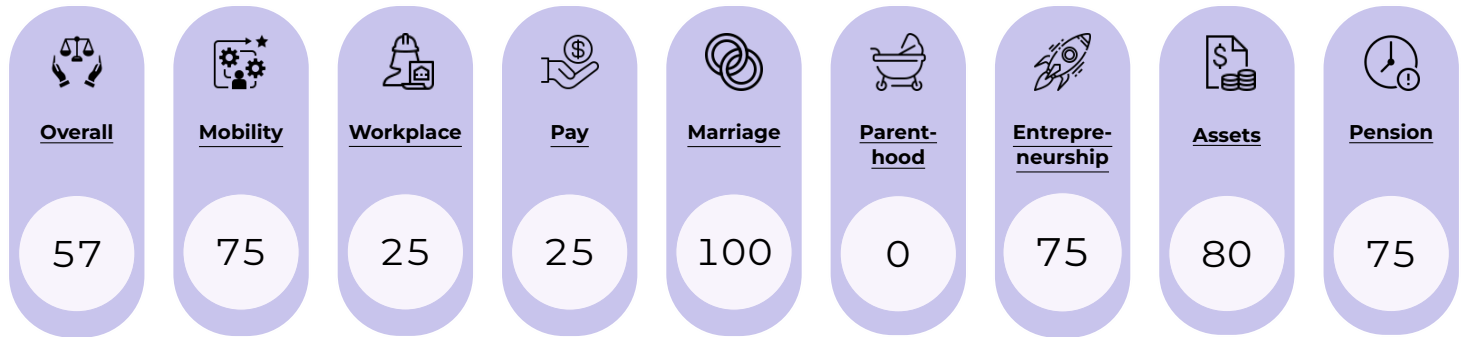 Overall
57
Mobility
75
Workplace
25
Pay
25
Marriage
100
Parent-
hood
0
Entrepre-
neurship
75
$
Assets
80
Pension
75